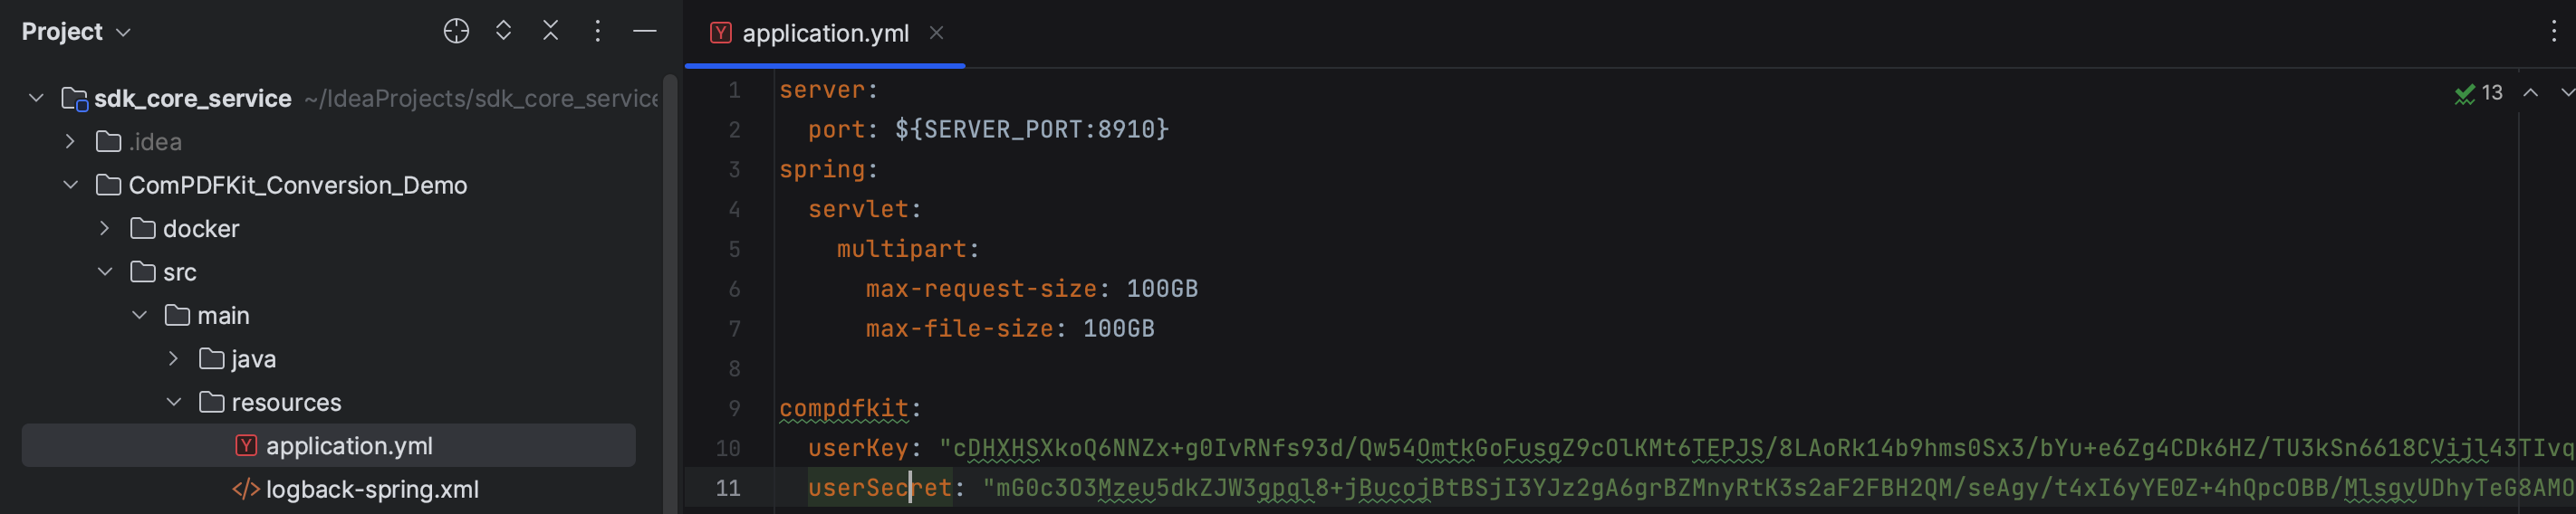 Project
sdk_core_service ~/IdeaProjects/sdk_core_service
.idea
ComPDFKit_Conversion_Demo
docker
src
main
java
resources
application.yml
logback-spring.xml
application.yml
13
1 server:
2 port: ${SERVER_PORT:8910}
3 spring:
4 servlet:
5 multipart:
6 max-request-size: 100GB
7 max-file-size: 100GB
8
9 compdfkit:
10 userKey: "cDHXHSXkoQ6NNZx+g0IvRNfs93d/Qw54OmtkGoFusgZ9cOlKMt6TEPJS/8LAoRk14b9hms0Sx3/bYu+e6Zg4CDk6HZ/TU3kSn6618CVijl43TIvq
11 userSecret: "mG0c3O3Mzeu5dkZJW3gpql8+jBucojBtBSjI3YJz2gA6grBZMnyRtK3s2aF2FBH2QM/seAgy/t4xI6yYE0Z+4hQpcOBB/MlsgvUDhyTeG8AMO